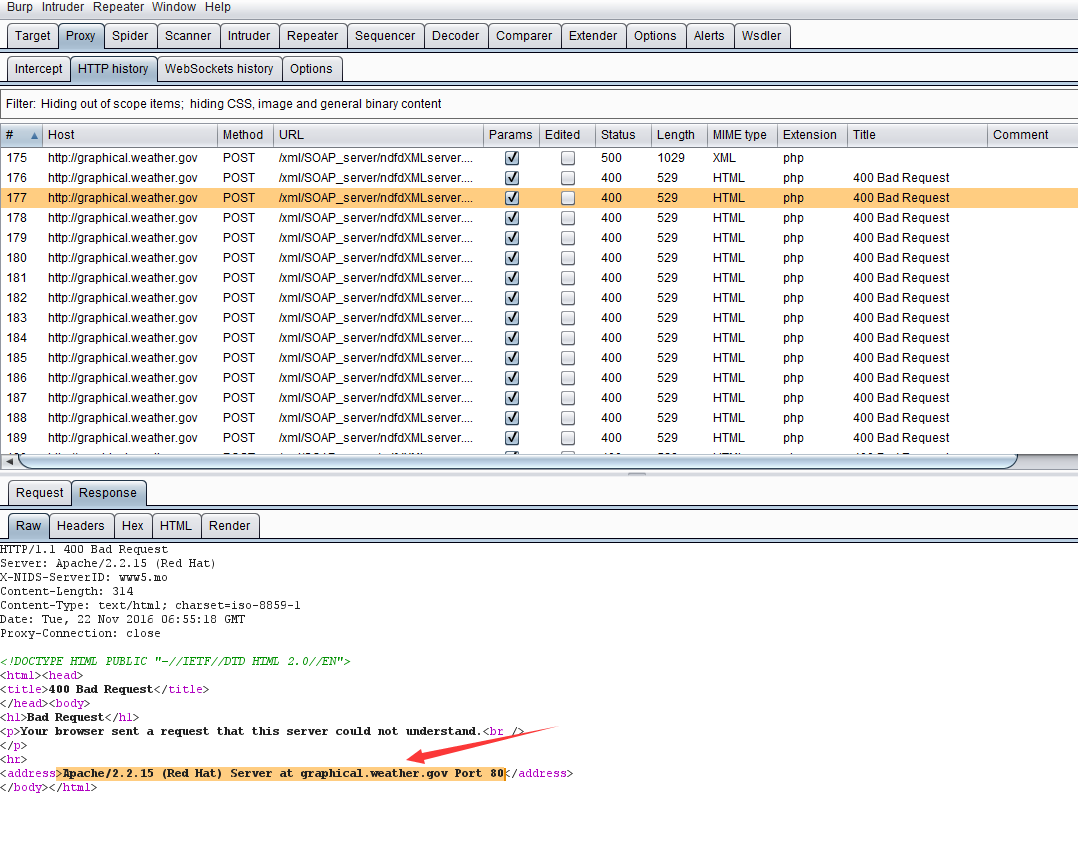 Burp Intruder Repeater Window Help
Target Proxy Spider Scanner Intruder Repeater Sequencer Decoder Comparer Extender Options Alerts Wsdler
Intercept HTTP history WebSockets history Options
Filter: Hiding out of scope items; hiding CSS, image and general binary content
# Host Method URL Params Edited Status Length MIME type Extension Title Comment
175 http://graphical.weather.gov POST /xml/SOAP_server/ndfdXMLserver.... 500 1029 XML php
176 http://graphical.weather.gov POST /xml/SOAP_server/ndfdXMLserver.... 400 529 HTML php 400 Bad Request
177 http://graphical.weather.gov POST /xml/SOAP_server/ndfdXMLserver.... 400 529 HTML php 400 Bad Request
178 http://graphical.weather.gov POST /xml/SOAP_server/ndfdXMLserver.... 400 529 HTML php 400 Bad Request
179 http://graphical.weather.gov POST /xml/SOAP_server/ndfdXMLserver.... 400 529 HTML php 400 Bad Request
180 http://graphical.weather.gov POST /xml/SOAP_server/ndfdXMLserver.... 400 529 HTML php 400 Bad Request
181 http://graphical.weather.gov POST /xml/SOAP_server/ndfdXMLserver.... 400 529 HTML php 400 Bad Request
182 http://graphical.weather.gov POST /xml/SOAP_server/ndfdXMLserver.... 400 529 HTML php 400 Bad Request
183 http://graphical.weather.gov POST /xml/SOAP_server/ndfdXMLserver.... 400 529 HTML php 400 Bad Request
184 http://graphical.weather.gov POST /xml/SOAP_server/ndfdXMLserver.... 400 529 HTML php 400 Bad Request
185 http://graphical.weather.gov POST /xml/SOAP_server/ndfdXMLserver.... 400 529 HTML php 400 Bad Request
186 http://graphical.weather.gov POST /xml/SOAP_server/ndfdXMLserver.... 400 529 HTML php 400 Bad Request
187 http://graphical.weather.gov POST /xml/SOAP_server/ndfdXMLserver.... 400 529 HTML php 400 Bad Request
188 http://graphical.weather.gov POST /xml/SOAP_server/ndfdXMLserver.... 400 529 HTML php 400 Bad Request
189 http://graphical.weather.gov POST /xml/SOAP_server/ndfdXMLserver.... 400 529 HTML php 400 Bad Request
Request Response
Raw Headers Hex HTML Render
HTTP/1.1 400 Bad Request
Server: Apache/2.2.15 (Red Hat)
X-NIDS-ServerID: www5.mo
Content-Length: 314
Content-Type: text/html; charset=iso-8859-1
Date: Tue, 22 Nov 2016 06:55:18 GMT
Proxy-Connection: close
<!DOCTYPE HTML PUBLIC "-//IETF//DTD HTML 2.0//EN">
<html><head>
<title>400 Bad Request</title>
</head><body>
<h1>Bad Request</h1>
<p>Your browser sent a request that this server could not understand.<br />
</p>
<hr>
<address>Apache/2.2.15 (Red Hat) Server at graphical.weather.gov Port 80</address>
</body></html>